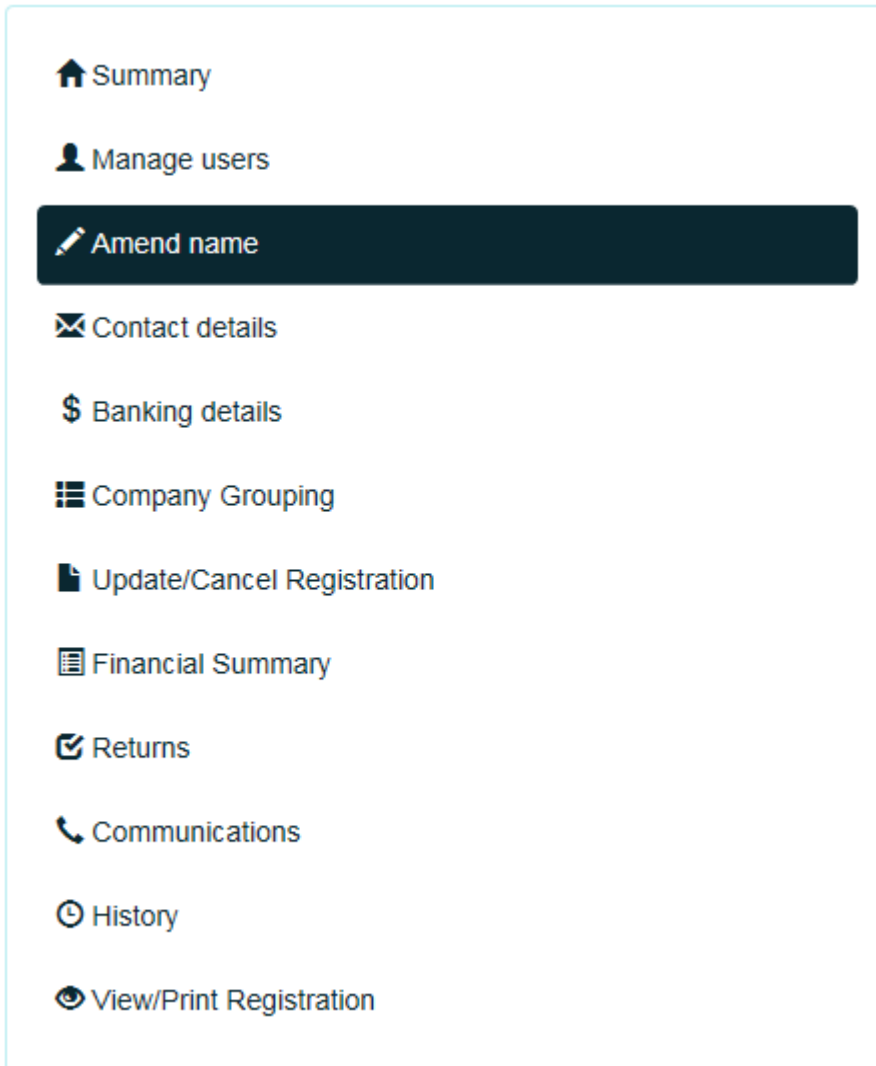 Summary
Manage users
Amend name
Contact details
$ Banking details
Company Grouping
Update/Cancel Registration
Financial Summary
Returns
Communications
History
View/Print Registration